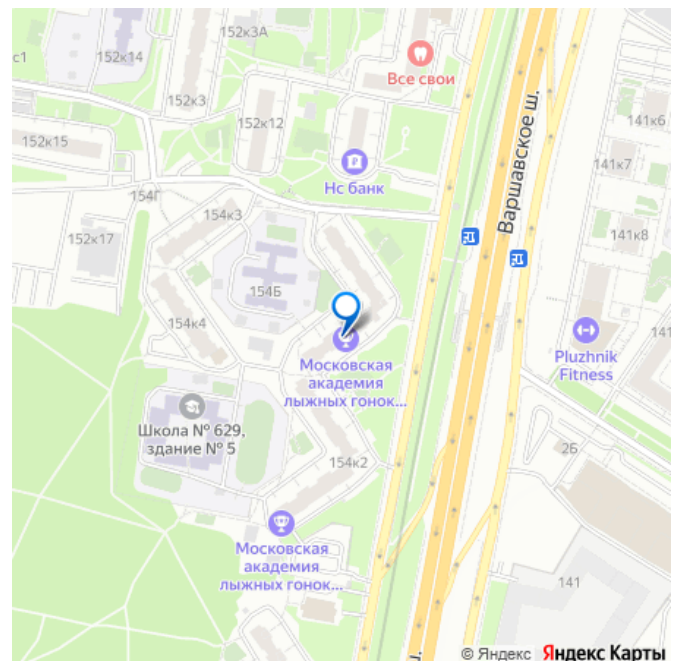 152к3А
с1
152к14
Все свои
152к3
152к12
141к6
152к15
Варшавское ш.
141к7
Нс банк
154Г
154к3
152к17
141к8
154Б
154к4
141
Pluzhnik
Fitness
Московская
академия
лыжных гонок...
Школа № 629,
здание № 5
2Б
154к2
Московская
академия
лыжных гонок...
141
ш.
© Яндекс Яндекс Карты